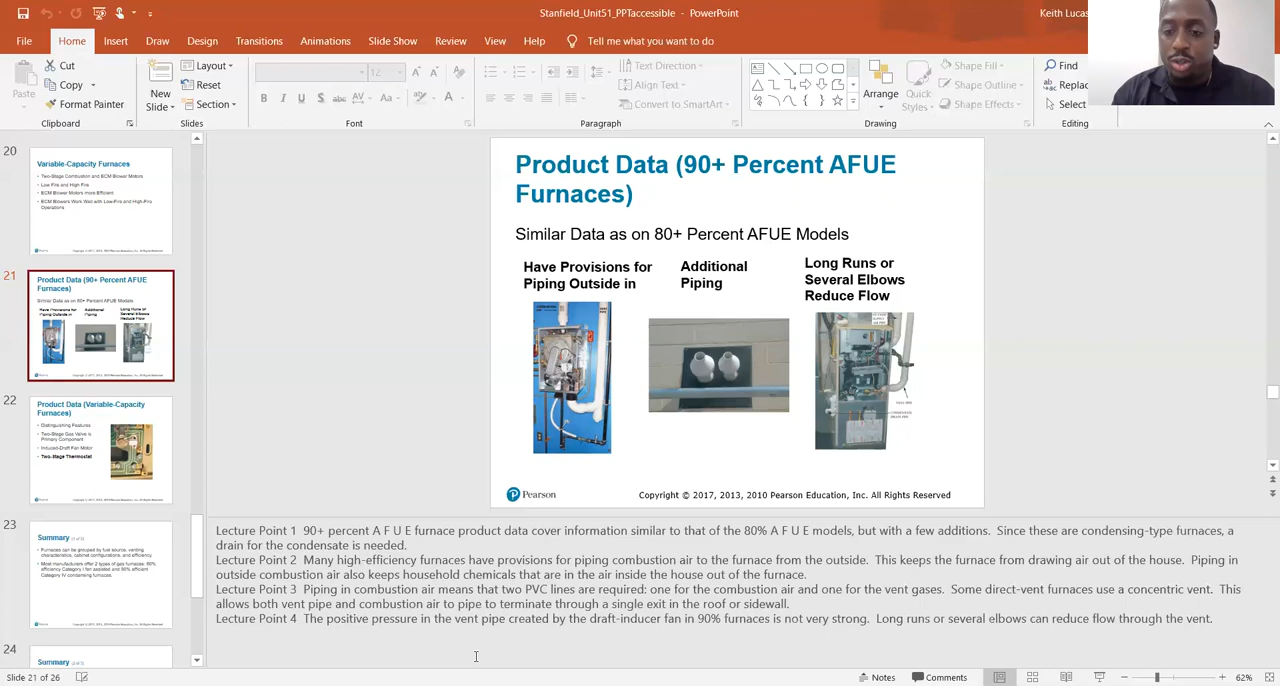 Stanfield_Unit51_PPTaccessible - PowerPoint
Keith Lucas
File Home Insert Draw Design Transitions Animations Slide Show Review View Help Tell me what you want to do
Paste
Cut
Copy
Format Painter
Clipboard
New Slide
Layout
Reset
Section
Slides
12
Font
Text Direction
Align Text
Convert to SmartArt
Paragraph
Arrange
Quick Styles
Shape Fill
Shape Outline
Shape Effects
Drawing
Find
Replac
Select
Editing
20
Variable-Capacity Furnaces
Two-Stage Combustion and ECM Blower Motors
Low Fire and High Fire
ECM Blower Motors more Efficient
ECM Blowers Work Well with Low-Fire and High-Fire
Operations
21
Product Data (90+ Percent AFUE
Furnaces)
Similar Data as on 80+ Percent AFUE Models
Have Provisions for
Piping Outside in
Additional
Piping
Long Runs or
Several Elbows
Reduce Flow
22
Product Data (Variable-Capacity
Furnaces)
Distinguishing Features
Two-Stage Gas Valve is
Primary Component
Induced-Draft Fan Motor
Two-Stage Thermostat
23
Summary (1 of 2)
Furnaces can be grouped by fuel source, venting
characteristics, cabinet configurations, and efficiency
Most manufacturers offer 2 types of gas furnaces: 80%
efficiency Category I fan assisted and 90% efficient
Category IV condensing furnaces.
24
Summary (2 of 2)
Product Data (90+ Percent AFUE
Furnaces)
Similar Data as on 80+ Percent AFUE Models
Have Provisions for
Piping Outside in
Additional
Piping
Long Runs or
Several Elbows
Reduce Flow
Pearson
Copyright © 2017, 2013, 2010 Pearson Education, Inc. All Rights Reserved
Lecture Point 1 90+ percent A F U E furnace product data cover information similar to that of the 80% A F U E models, but with a few additions. Since these are condensing-type furnaces, a
drain for the condensate is needed.
Lecture Point 2 Many high-efficiency furnaces have provisions for piping combustion air to the furnace from the outside. This keeps the furnace from drawing air out of the house. Piping in
outside combustion air also keeps household chemicals that are in the air inside the house out of the furnace.
Lecture Point 3 Piping in combustion air means that two PVC lines are required: one for the combustion air and one for the vent gases. Some direct-vent furnaces use a concentric vent. This
allows both vent pipe and combustion air to pipe to terminate through a single exit in the roof or sidewall.
Lecture Point 4 The positive pressure in the vent pipe created by the draft-inducer fan in 90% furnaces is not very strong. Long runs or several elbows can reduce flow through the vent.
Slide 21 of 26
Notes
Comments
62%